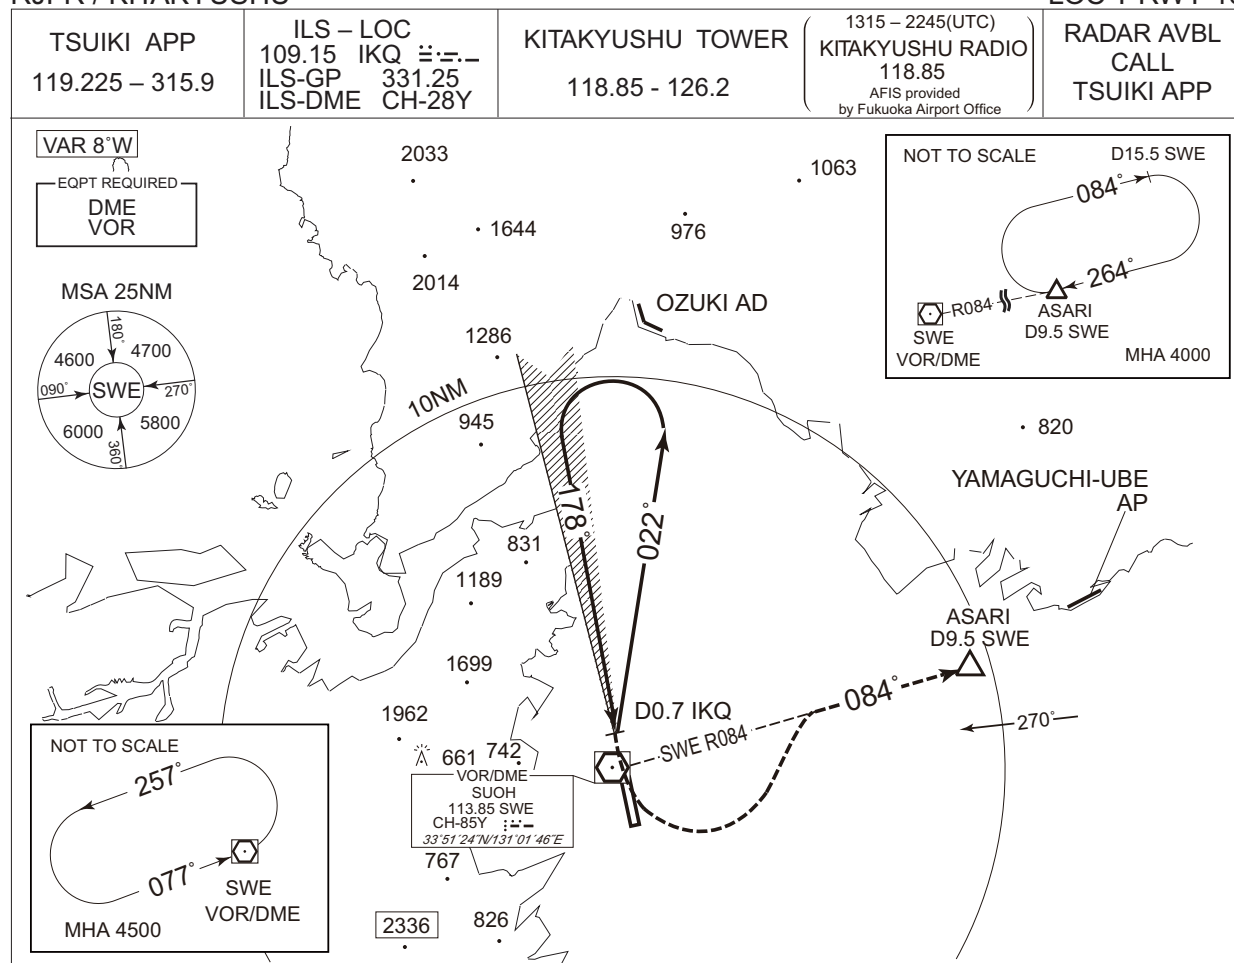 TSUIKI APP
119.225 – 315.9
ILS – LOC
109.15 IKQ
ILS-GP 331.25
ILS-DME CH-28Y
KITAKYUSHU TOWER
118.85 - 126.2
1315 – 2245(UTC)
KITAKYUSHU RADIO
118.85
AFIS provided
by Fukuoka Airport Office
RADAR AVBL
CALL
TSUIKI APP
VAR 8°W
EQPT REQUIRED
DME
VOR
MSA 25NM
180°
4600
4700
090°
SWE
270°
6000
5800
360°
2033
1063
1644
976
2014
OZUKI AD
1286
10NM
945
NOT TO SCALE
D15.5 SWE
084°
264°
R084
ASARI
D9.5 SWE
SWE
VOR/DME
MHA 4000
820
YAMAGUCHI-UBE
AP
178°
022°
831
1189
ASARI
D9.5 SWE
1699
084°
D0.7 IKQ
SWE R084
270°
1962
661
742
VOR/DME
SUOH
113.85 SWE
CH-85Y
33°51′24″N/131°01′46″E
767
2336
826
NOT TO SCALE
257°
077°
SWE
VOR/DME
MHA 4500